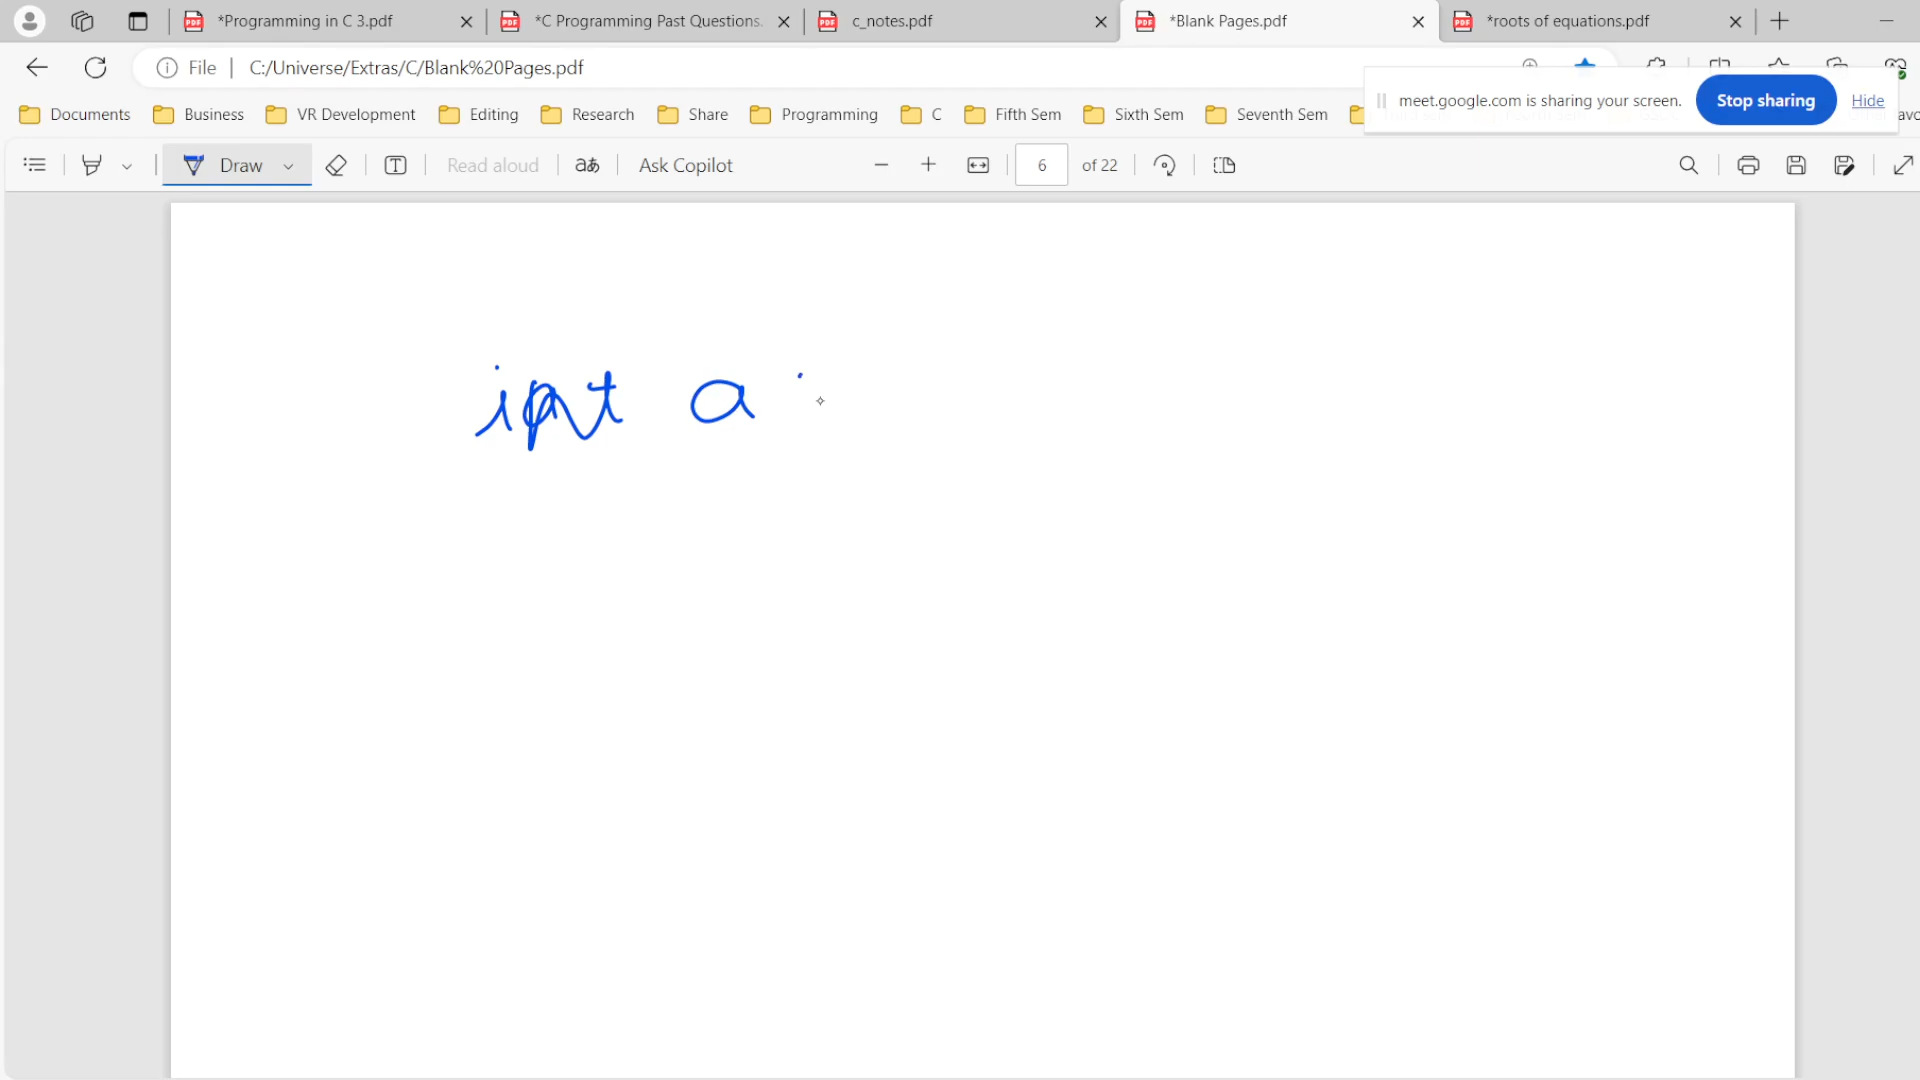 *Programming in C 3.pdf
*C Programming Past Questions.
c_notes.pdf
*Blank Pages.pdf
*roots of equations.pdf
File
C:/Universe/Extras/C/Blank%20Pages.pdf
meet.google.com is sharing your screen.
Stop sharing
Hide
Documents
Business
VR Development
Editing
Research
Share
Programming
C
Fifth Sem
Sixth Sem
Seventh Sem
Draw
Read aloud
Ask Copilot
6
of 22
int a